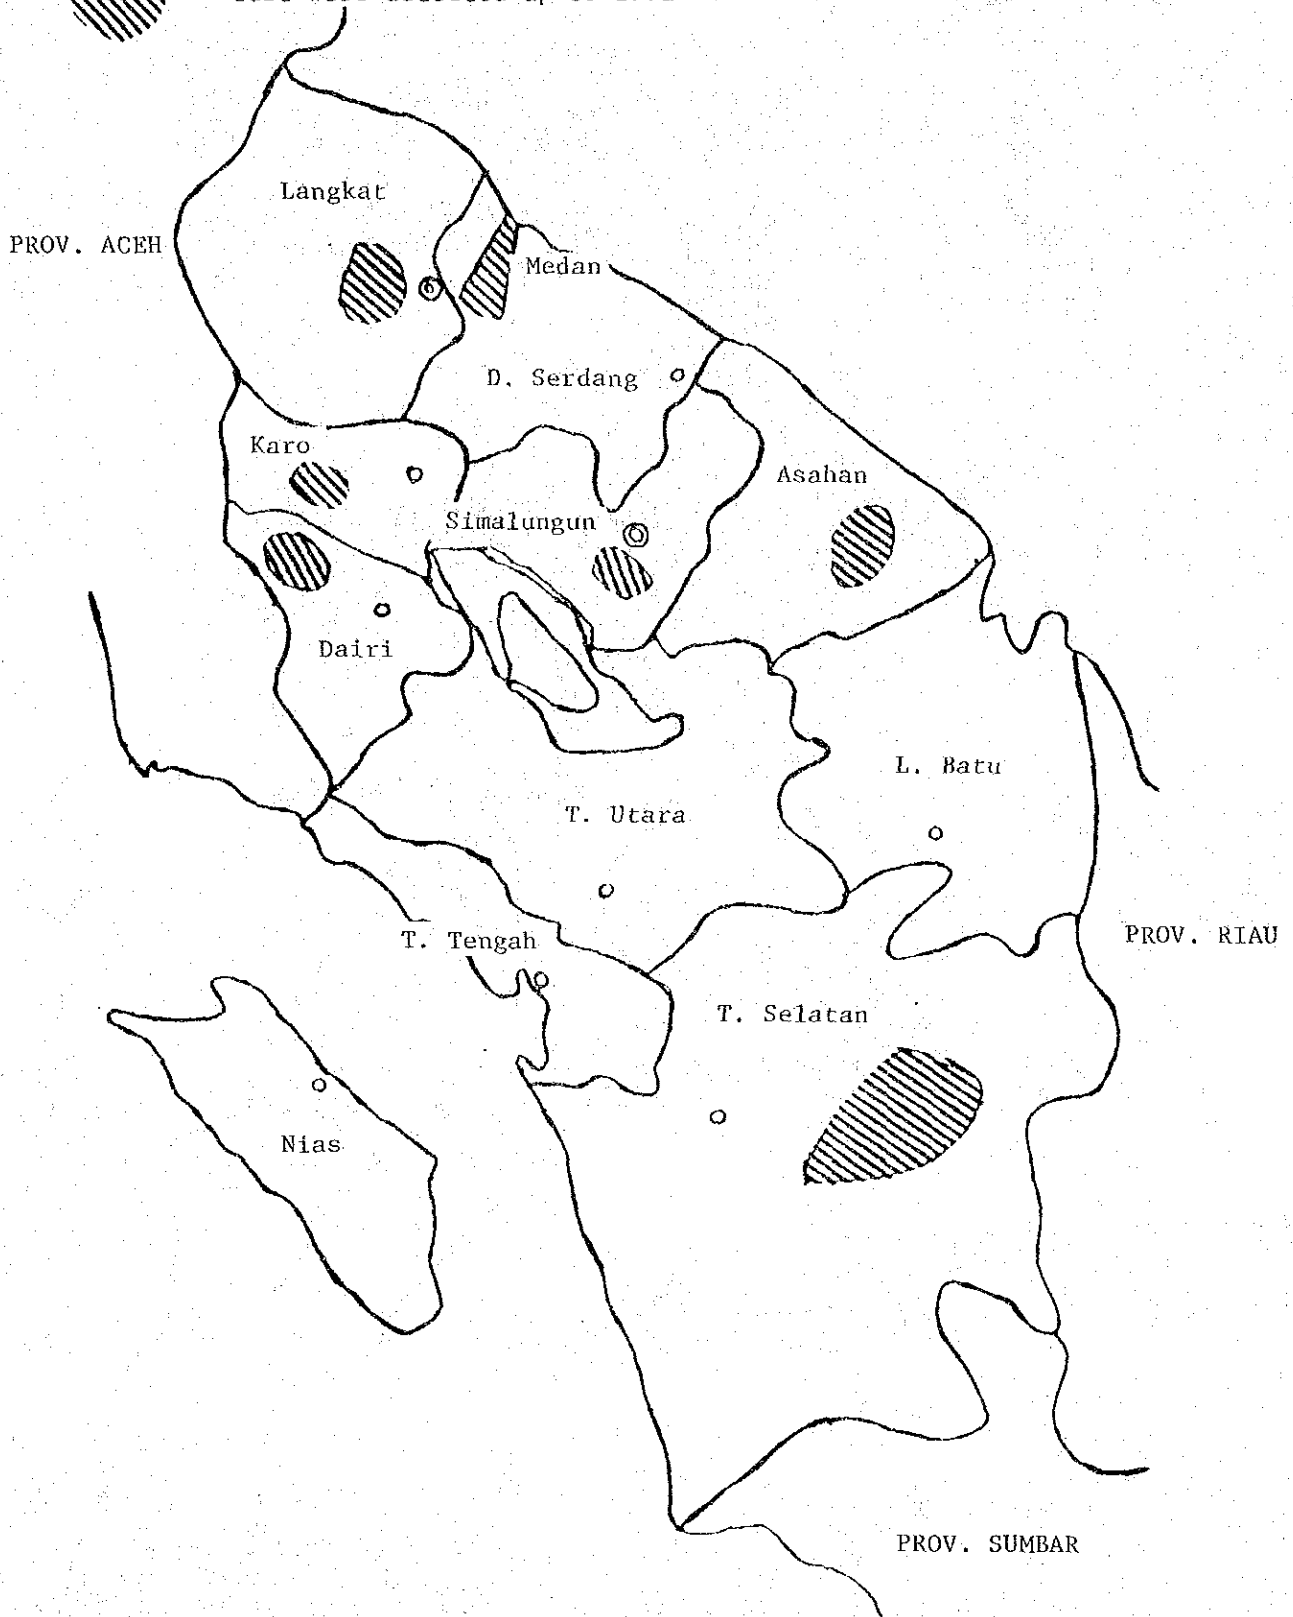 Langkat
PROV. ACEH
Medan
D. Serdang
Karo
Asahan
Simalungun
Dairi
L. Batu
T. Utara
PROV. RIAU
T. Tengah
T. Selatan
Nias
PROV. SUMBAR